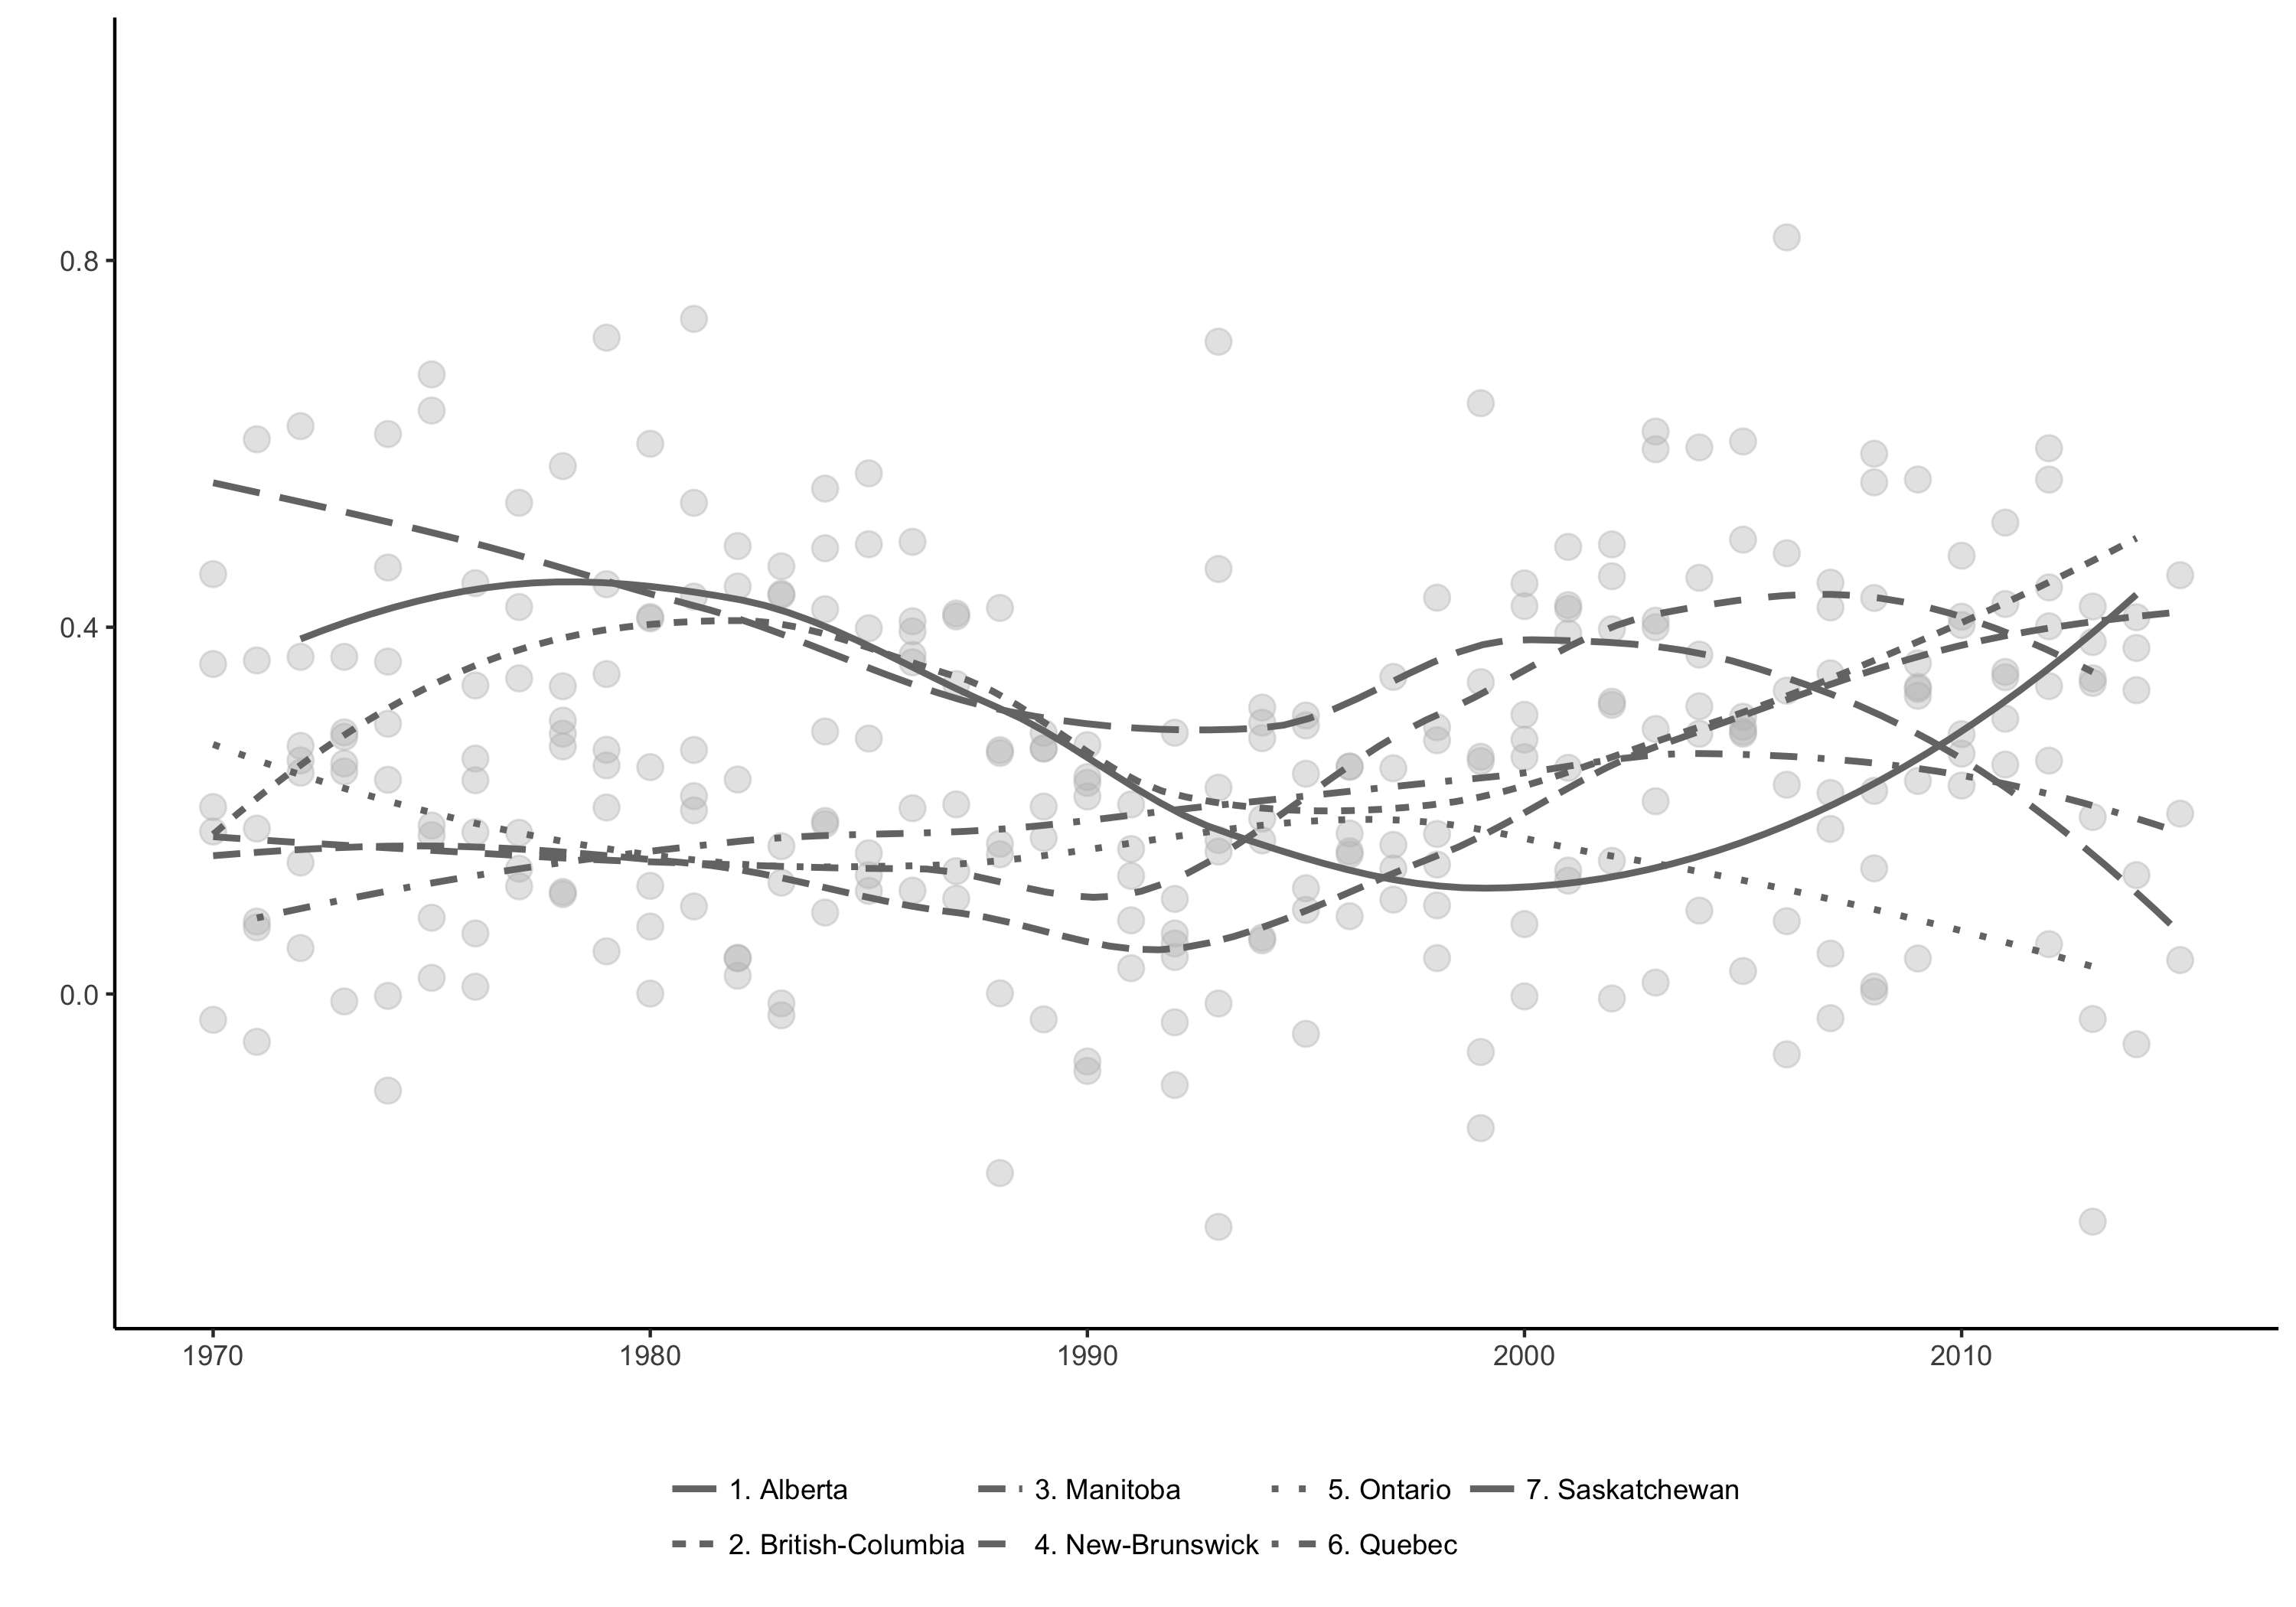 0.8
0.4
0.0
1970 1980 1990 2000 2010
1. Alberta 3. Manitoba 5. Ontario 7. Saskatchewan
2. British-Columbia 4. New-Brunswick 6. Quebec